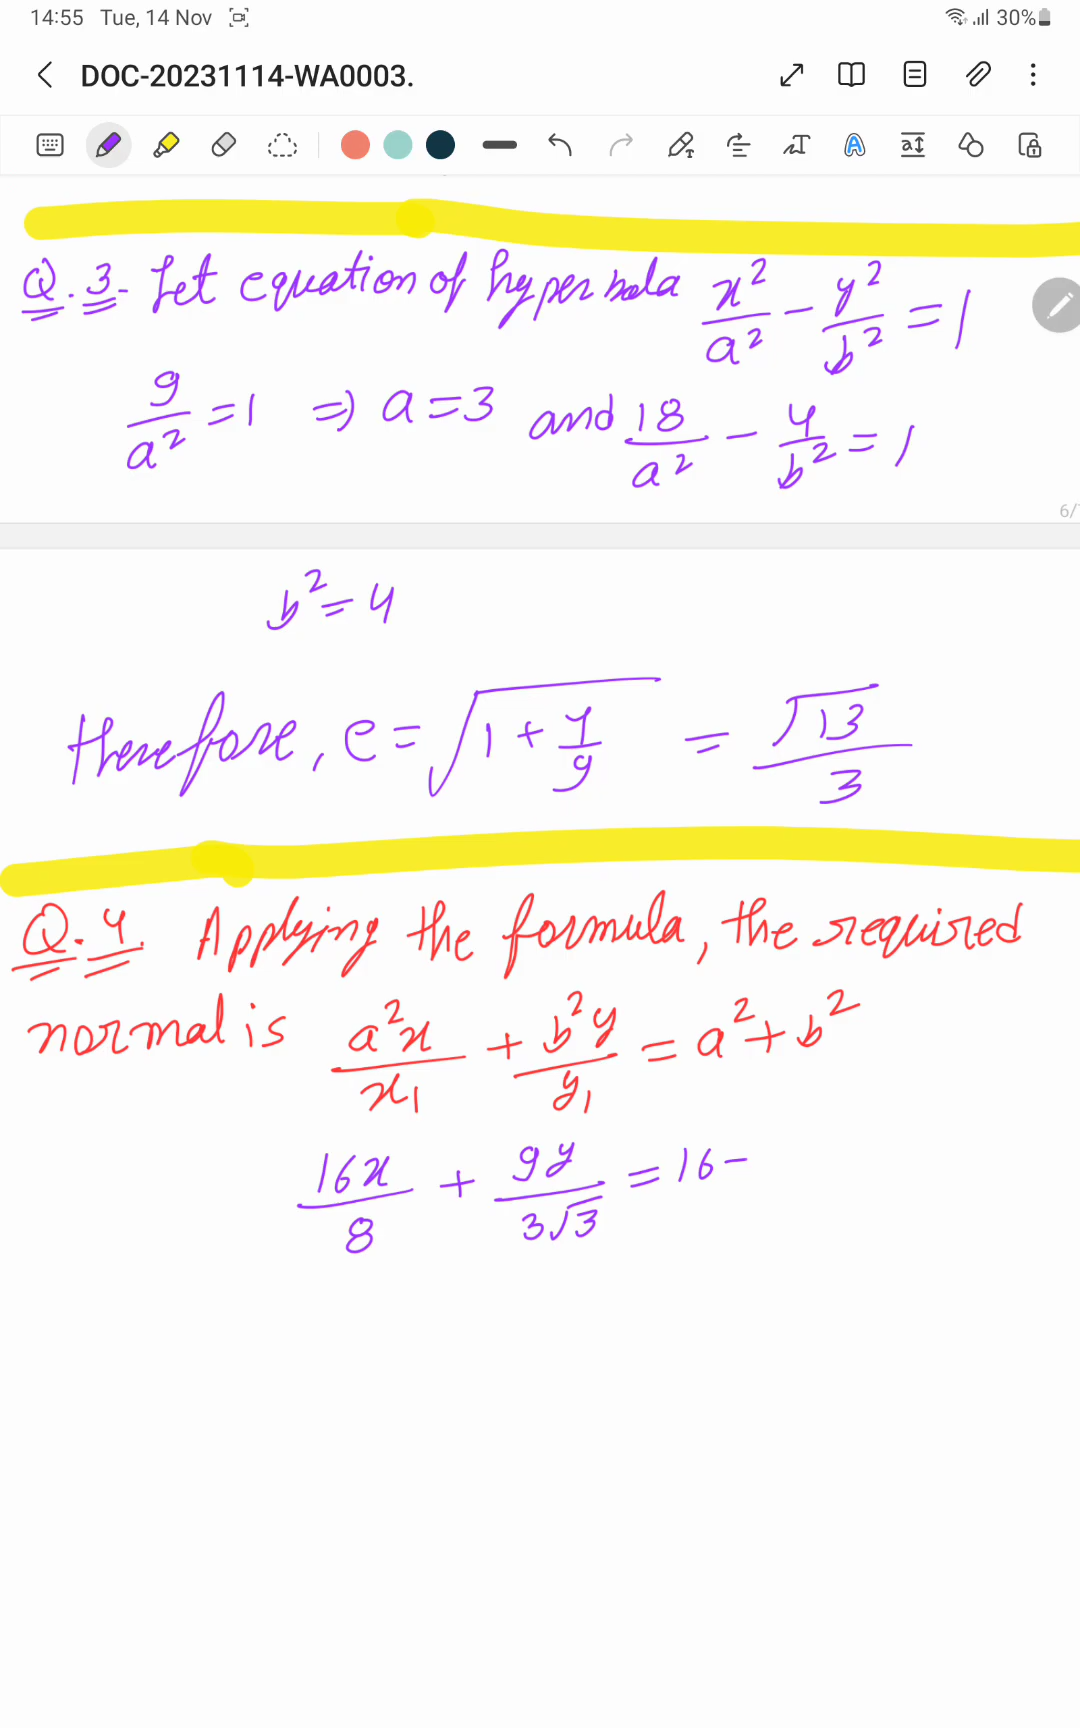 14:55 Tue, 14 Nov 30%
DOC-20231114-WA0003.
Q.3- Let equation of hyperbola x²/a² - y²/b² = 1
9/a² = 1 ⇒ a = 3 and 18/a² - 4/b² = 1
6/
b² = 4
therefore, e = √(1 + 4/9) = √13/3
Q.4. Applying the formula, the required
normal is a²x/x₁ + b²y/y₁ = a² + b²
16x/8 + 9y/3√3 = 16-